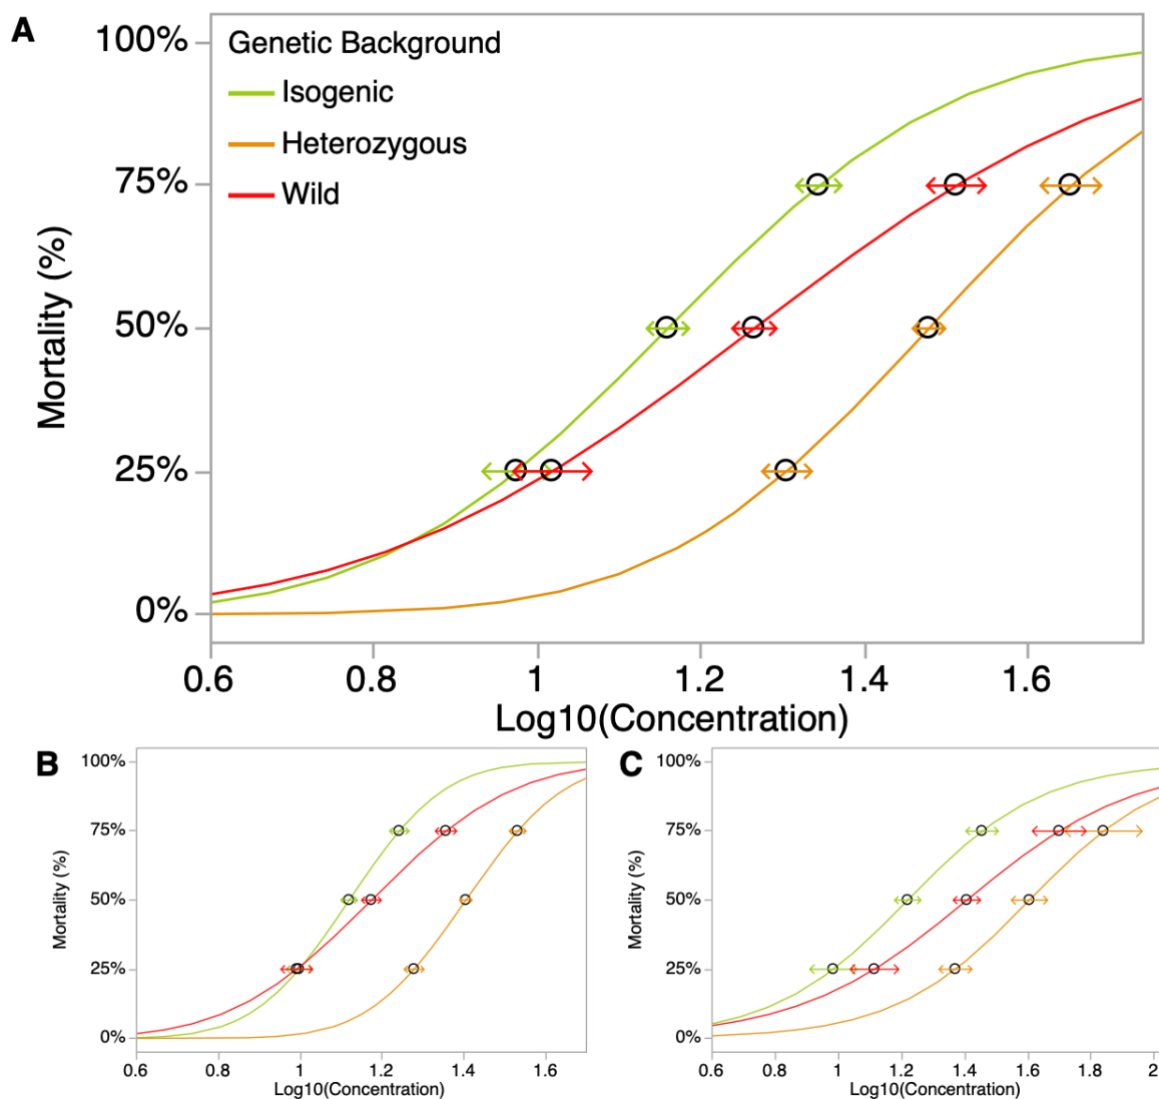 A
Genetic Background
Isogenic
Heterozygous
Wild
100%
75%
50%
25%
0%
Mortality (%)
0.6 0.8 1 1.2 1.4 1.6
Log10(Concentration)
B
100%
75%
50%
25%
0%
Mortality (%)
0.6 0.8 1 1.2 1.4 1.6
Log10(Concentration)
C
100%
75%
50%
25%
0%
Mortality (%)
0.6 0.8 1 1.2 1.4 1.6 1.8 2
Log10(Concentration)